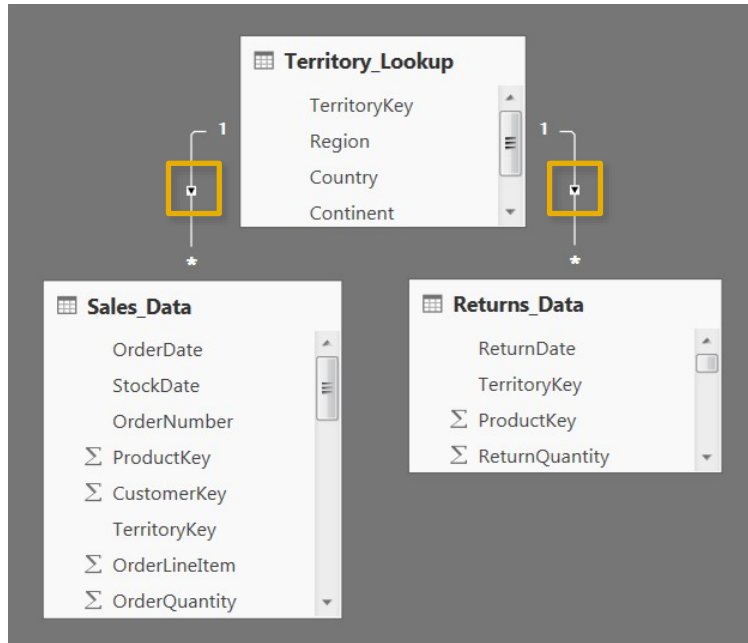 Territory_Lookup
TerritoryKey
Region
Country
Continent
1
1
*
*
Sales_Data
OrderDate
StockDate
OrderNumber
Σ ProductKey
Σ CustomerKey
TerritoryKey
Σ OrderLineItem
Σ OrderQuantity
Returns_Data
ReturnDate
TerritoryKey
Σ ProductKey
Σ ReturnQuantity